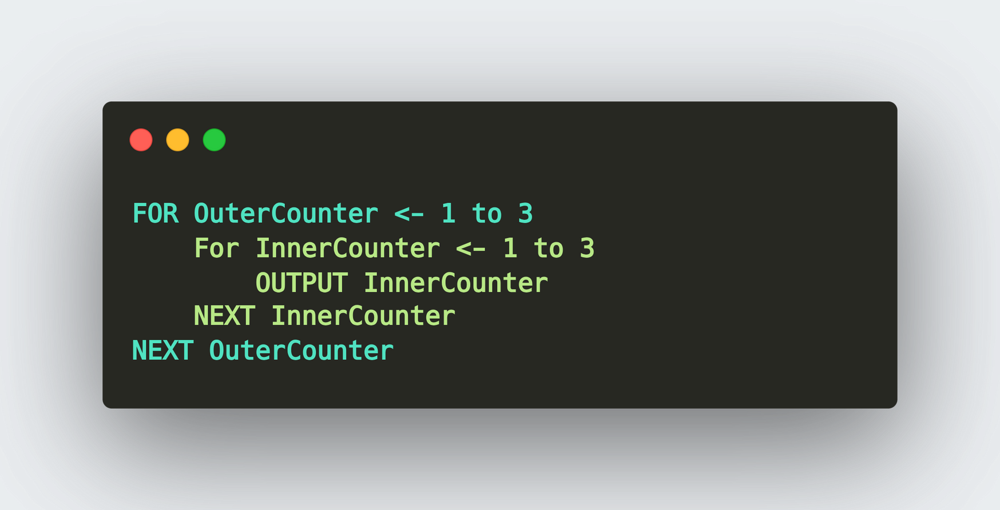 FOR OuterCounter <- 1 to 3
    For InnerCounter <- 1 to 3
        OUTPUT InnerCounter
    NEXT InnerCounter
NEXT OuterCounter